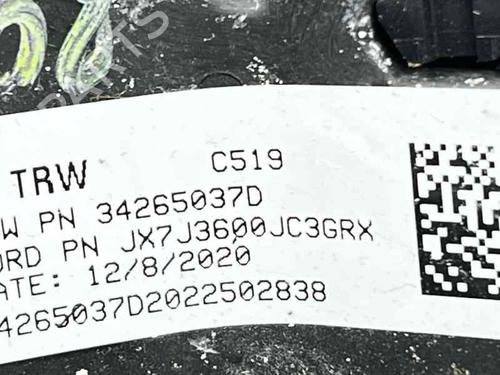 TRW C519
W PN 34265037D
ORD PN JX7J3600JC3GRX
ATE: 12/8/2020
4265037D2022502838